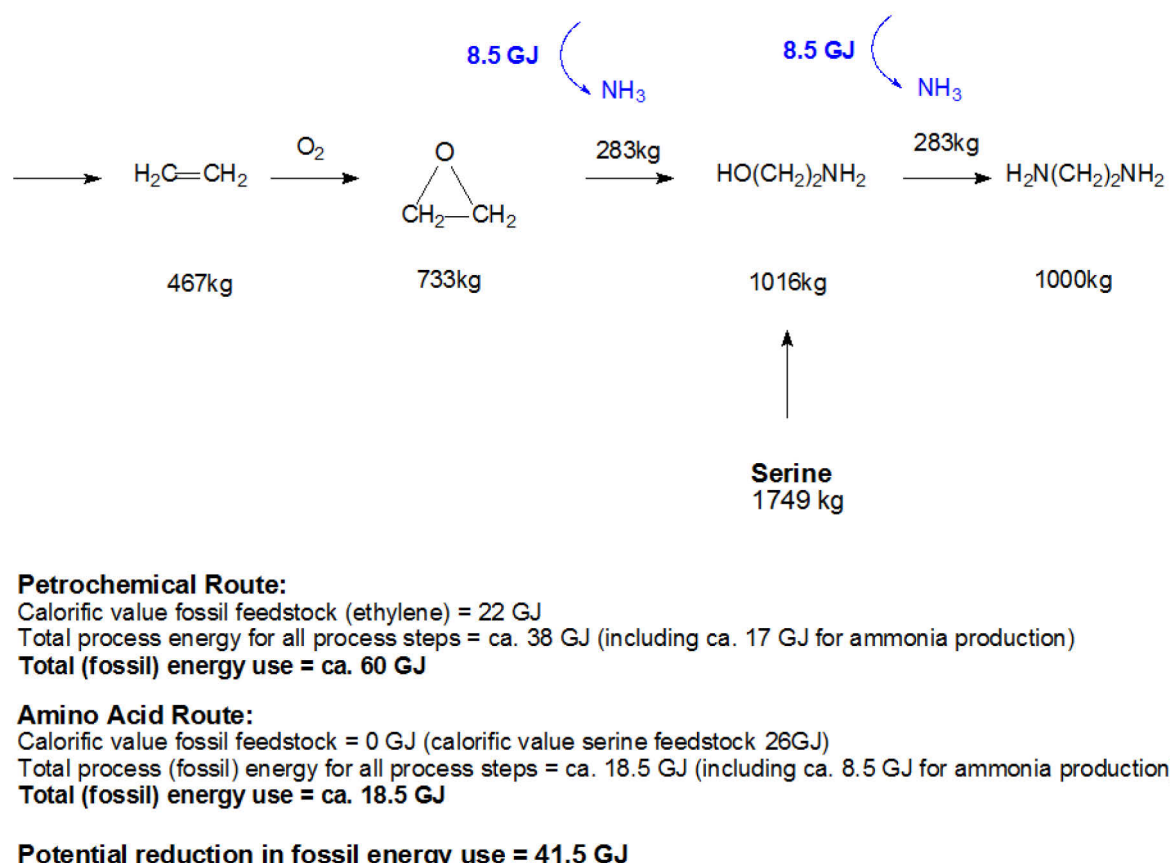 8.5 GJ
NH3
8.5 GJ
NH3
O2
O
283kg
283kg
H2C=CH2
CH2 CH2
HO(CH2)2NH2
H2N(CH2)2NH2
467kg
733kg
1016kg
1000kg
Serine
1749 kg
Petrochemical Route:
Calorific value fossil feedstock (ethylene) = 22 GJ
Total process energy for all process steps = ca. 38 GJ (including ca. 17 GJ for ammonia production)
Total (fossil) energy use = ca. 60 GJ
Amino Acid Route:
Calorific value fossil feedstock = 0 GJ (calorific value serine feedstock 26GJ)
Total process (fossil) energy for all process steps = ca. 18.5 GJ (including ca. 8.5 GJ for ammonia production
Total (fossil) energy use = ca. 18.5 GJ
Potential reduction in fossil energy use = 41.5 GJ